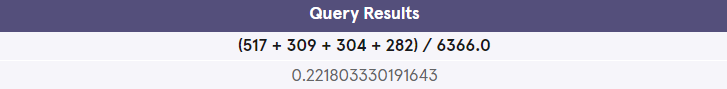 Query Results
(517 + 309 + 304 + 282) / 6366.0
0.221803330191643